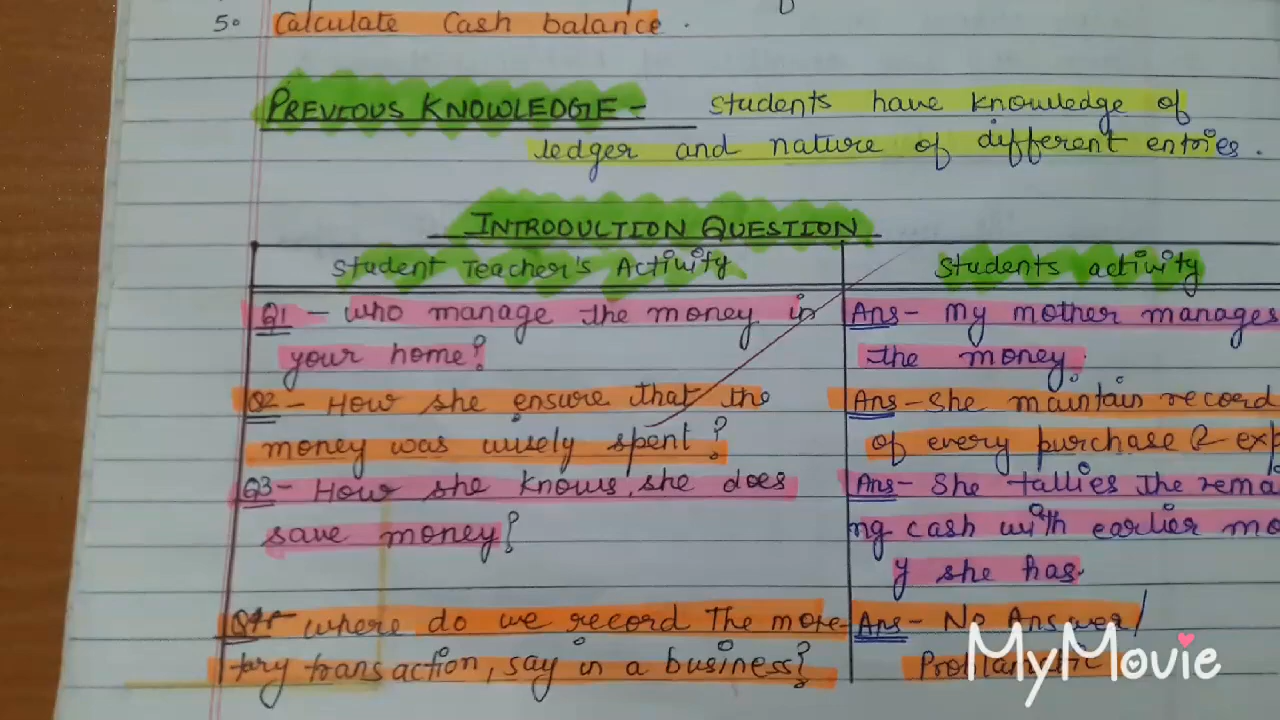 5. Calculate Cash balance.
PREVIOUS KNOWLEDGE - Students have knowledge of
ledger and nature of different entries.
INTRODUCTION QUESTION
Student Teacher's Activity
Students activity
Q1 - who manage the money in
your home?
Ans - My mother manages
the money.
Q2 - How she ensure that the
money was wisely spent?
Ans - She maintain record
of every purchase & exp
Q3 - How she knows, she does
save money?
Ans - She tallies the remai
ng cash with earlier mo
y she has.
Q4 - where do we record the mone
tary transaction, say in a business?
Ans - No Answer/
MyMovie